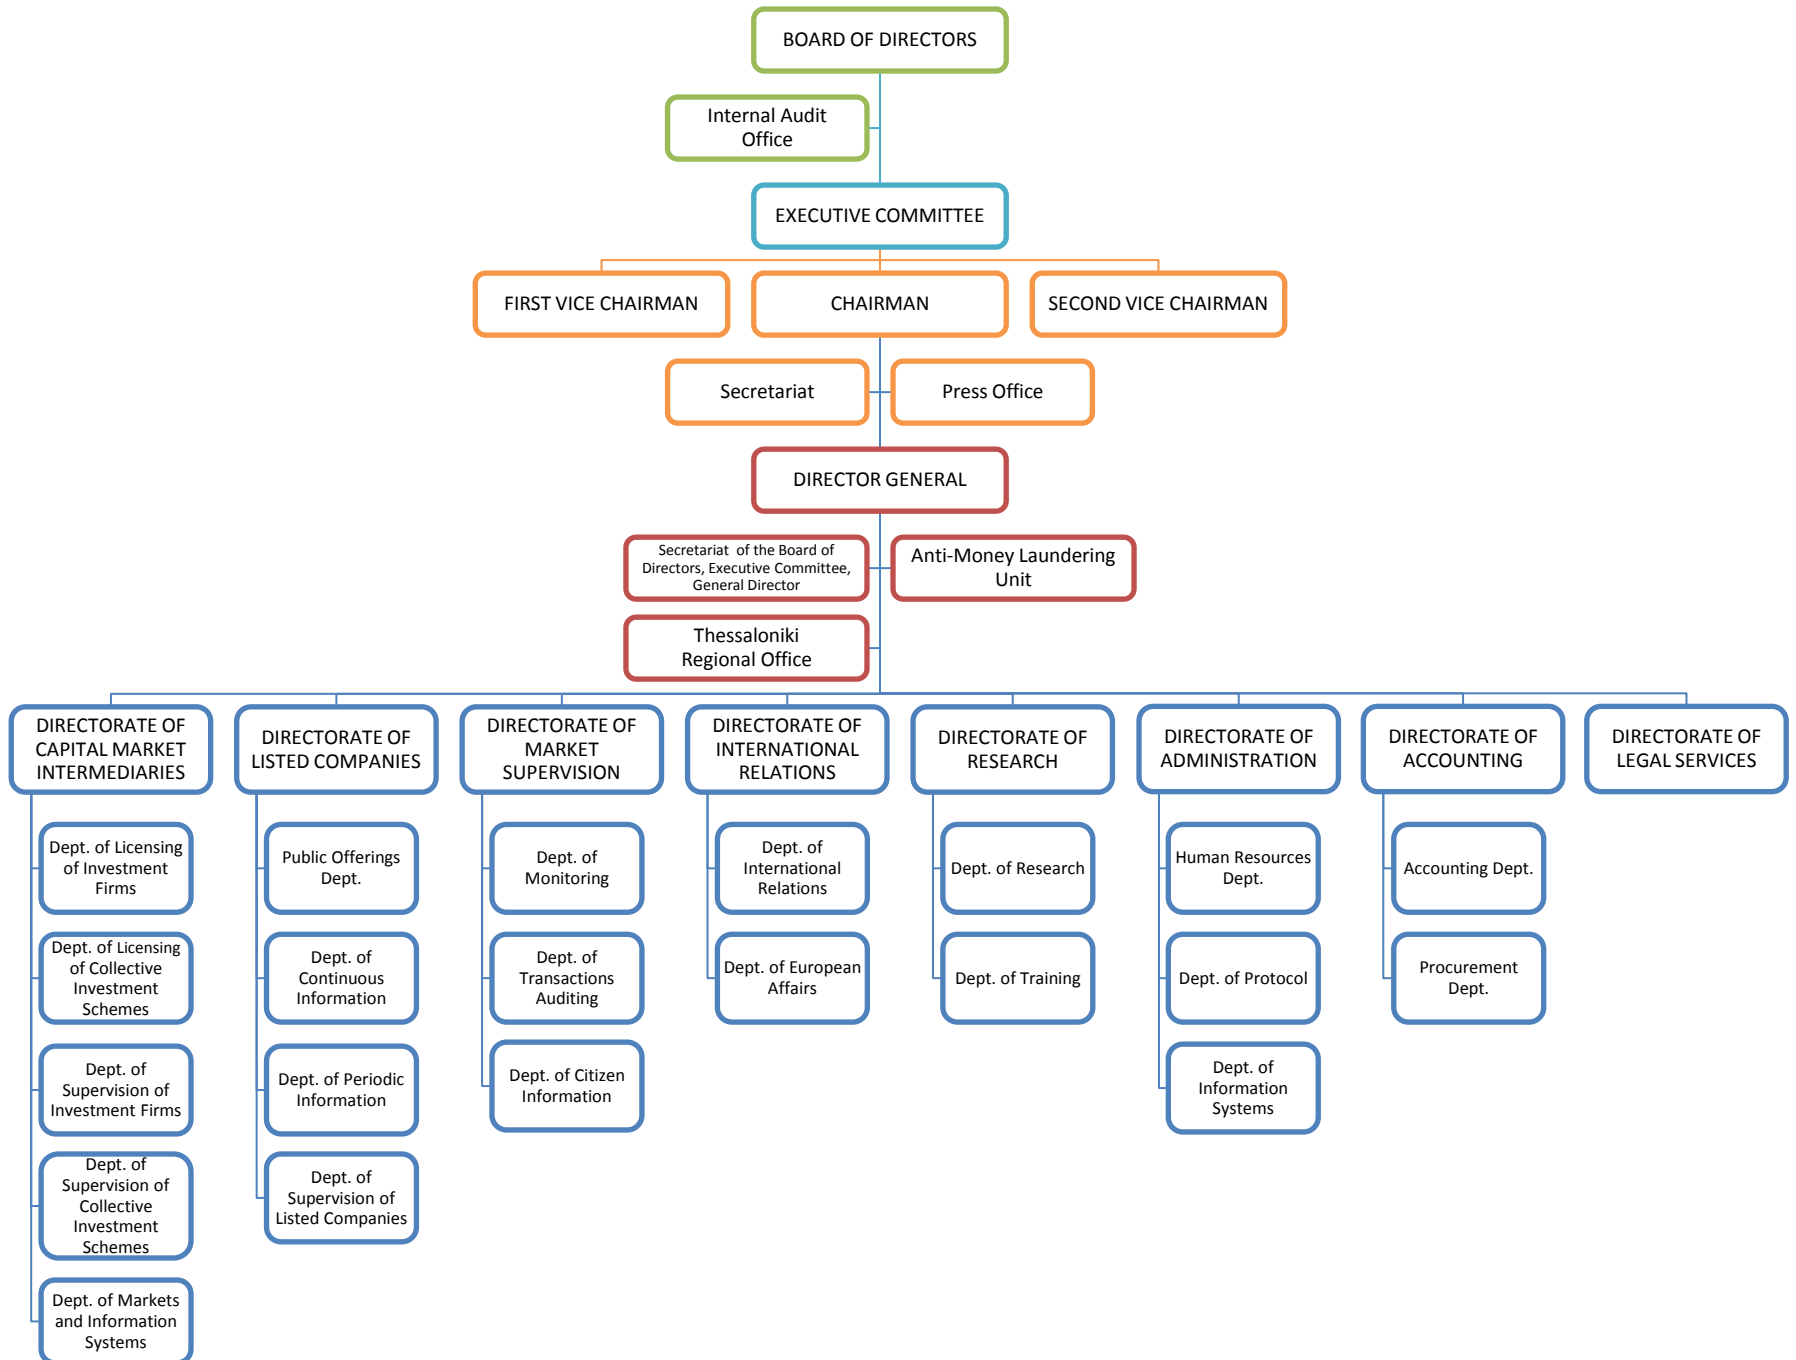 BOARD OF DIRECTORS
Internal Audit
Office
EXECUTIVE COMMITTEE
FIRST VICE CHAIRMAN
CHAIRMAN
SECOND VICE CHAIRMAN
Secretariat
Press Office
DIRECTOR GENERAL
Secretariat of the Board of
Directors, Executive Committee,
General Director
Anti-Money Laundering
Unit
Thessaloniki
Regional Office
DIRECTORATE OF
CAPITAL MARKET
INTERMEDIARIES
DIRECTORATE OF
LISTED COMPANIES
DIRECTORATE OF
MARKET
SUPERVISION
DIRECTORATE OF
INTERNATIONAL
RELATIONS
DIRECTORATE OF
RESEARCH
DIRECTORATE OF
ADMINISTRATION
DIRECTORATE OF
ACCOUNTING
DIRECTORATE OF
LEGAL SERVICES
Dept. of Licensing
of Investment
Firms
Dept. of Licensing
of Collective
Investment
Schemes
Dept. of
Supervision of
Investment Firms
Dept. of
Supervision of
Collective
Investment
Schemes
Dept. of Markets
and Information
Systems
Public Offerings
Dept.
Dept. of
Continuous
Information
Dept. of Periodic
Information
Dept. of
Supervision of
Listed Companies
Dept. of
Monitoring
Dept. of
Transactions
Auditing
Dept. of Citizen
Information
Dept. of
International
Relations
Dept. of European
Affairs
Dept. of Research
Dept. of Training
Human Resources
Dept.
Dept. of Protocol
Dept. of
Information
Systems
Accounting Dept.
Procurement
Dept.